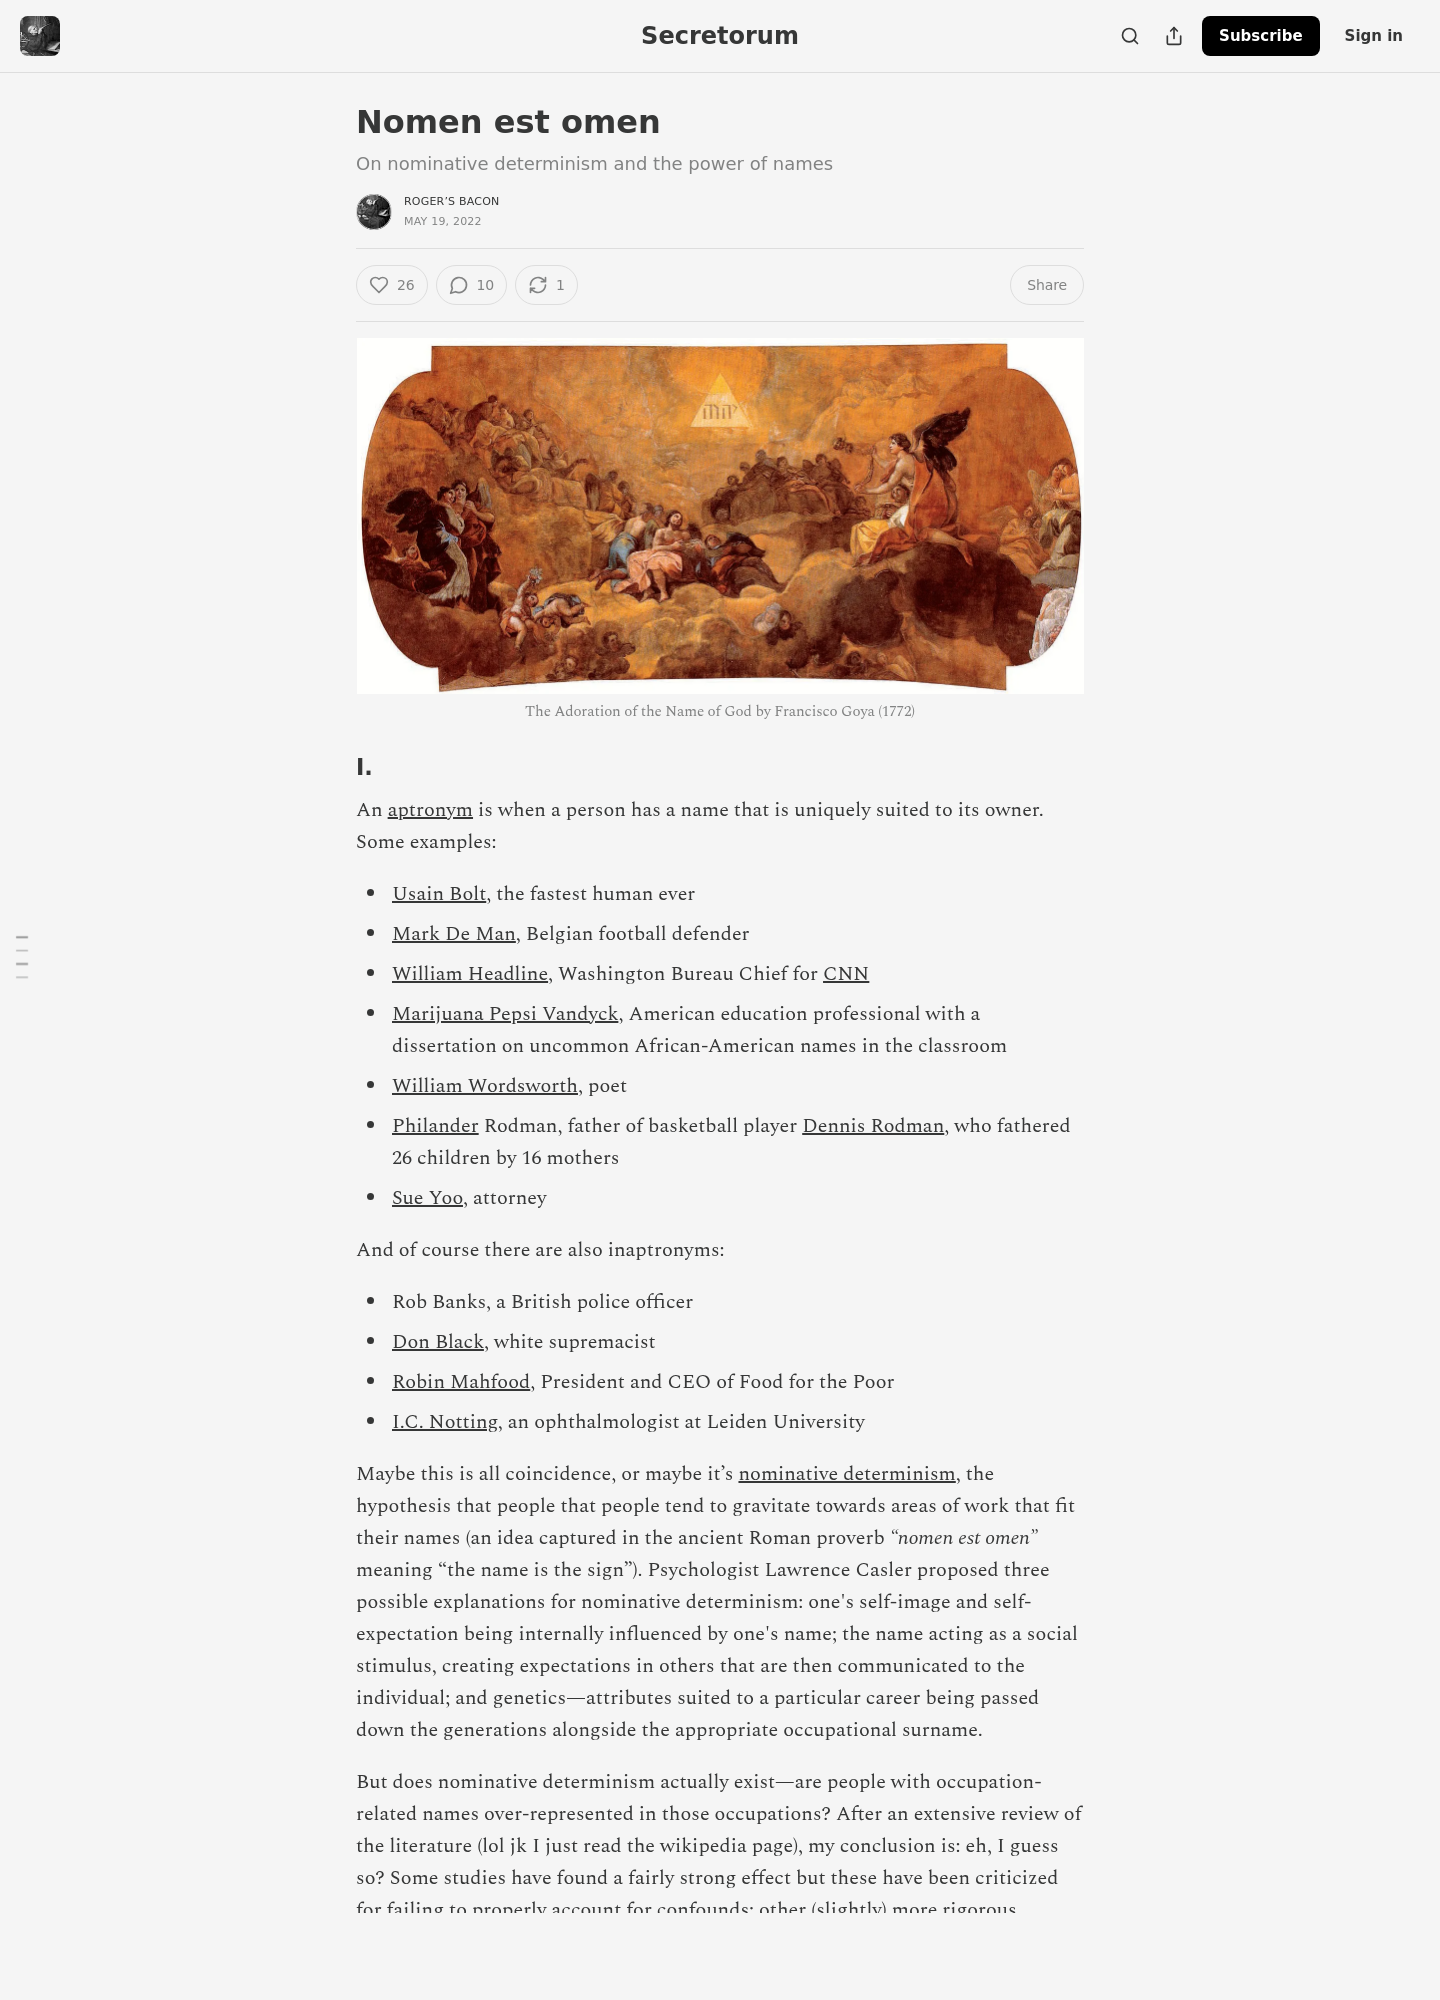 Secretorum
Subscribe
Sign in
Nomen est omen
On nominative determinism and the power of names
ROGER’S BACON
MAY 19, 2022
26
10
1
Share
The Adoration of the Name of God by Francisco Goya (1772)
I.
An aptronym is when a person has a name that is uniquely suited to its owner.
Some examples:
• Usain Bolt, the fastest human ever
• Mark De Man, Belgian football defender
• William Headline, Washington Bureau Chief for CNN
• Marijuana Pepsi Vandyck, American education professional with a
dissertation on uncommon African-American names in the classroom
• William Wordsworth, poet
• Philander Rodman, father of basketball player Dennis Rodman, who fathered
26 children by 16 mothers
• Sue Yoo, attorney
And of course there are also inaptronyms:
• Rob Banks, a British police officer
• Don Black, white supremacist
• Robin Mahfood, President and CEO of Food for the Poor
• I.C. Notting, an ophthalmologist at Leiden University
Maybe this is all coincidence, or maybe it’s nominative determinism, the
hypothesis that people that people tend to gravitate towards areas of work that fit
their names (an idea captured in the ancient Roman proverb “nomen est omen”
meaning “the name is the sign”). Psychologist Lawrence Casler proposed three
possible explanations for nominative determinism: one's self-image and self-
expectation being internally influenced by one's name; the name acting as a social
stimulus, creating expectations in others that are then communicated to the
individual; and genetics—attributes suited to a particular career being passed
down the generations alongside the appropriate occupational surname.
But does nominative determinism actually exist—are people with occupation-
related names over-represented in those occupations? After an extensive review of
the literature (lol jk I just read the wikipedia page), my conclusion is: eh, I guess
so? Some studies have found a fairly strong effect but these have been criticized
for failing to properly account for confounds; other (slightly) more rigorous